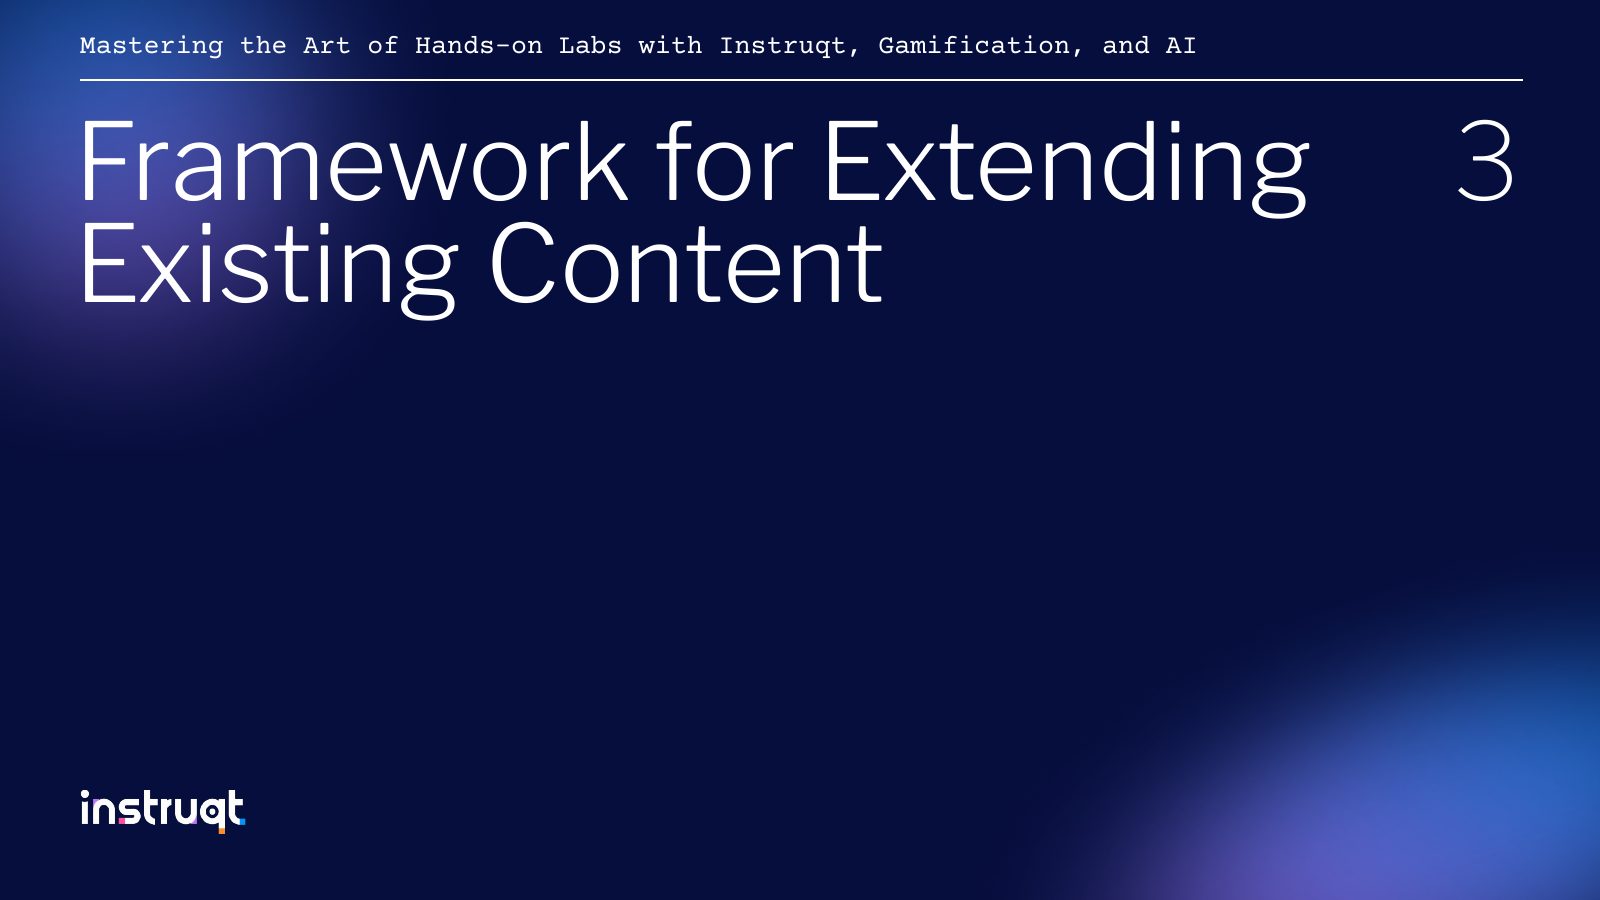 Mastering the Art of Hands-on Labs with Instruqt, Gamification, and AI
Framework for Extending
3
Existing Content
instruqt